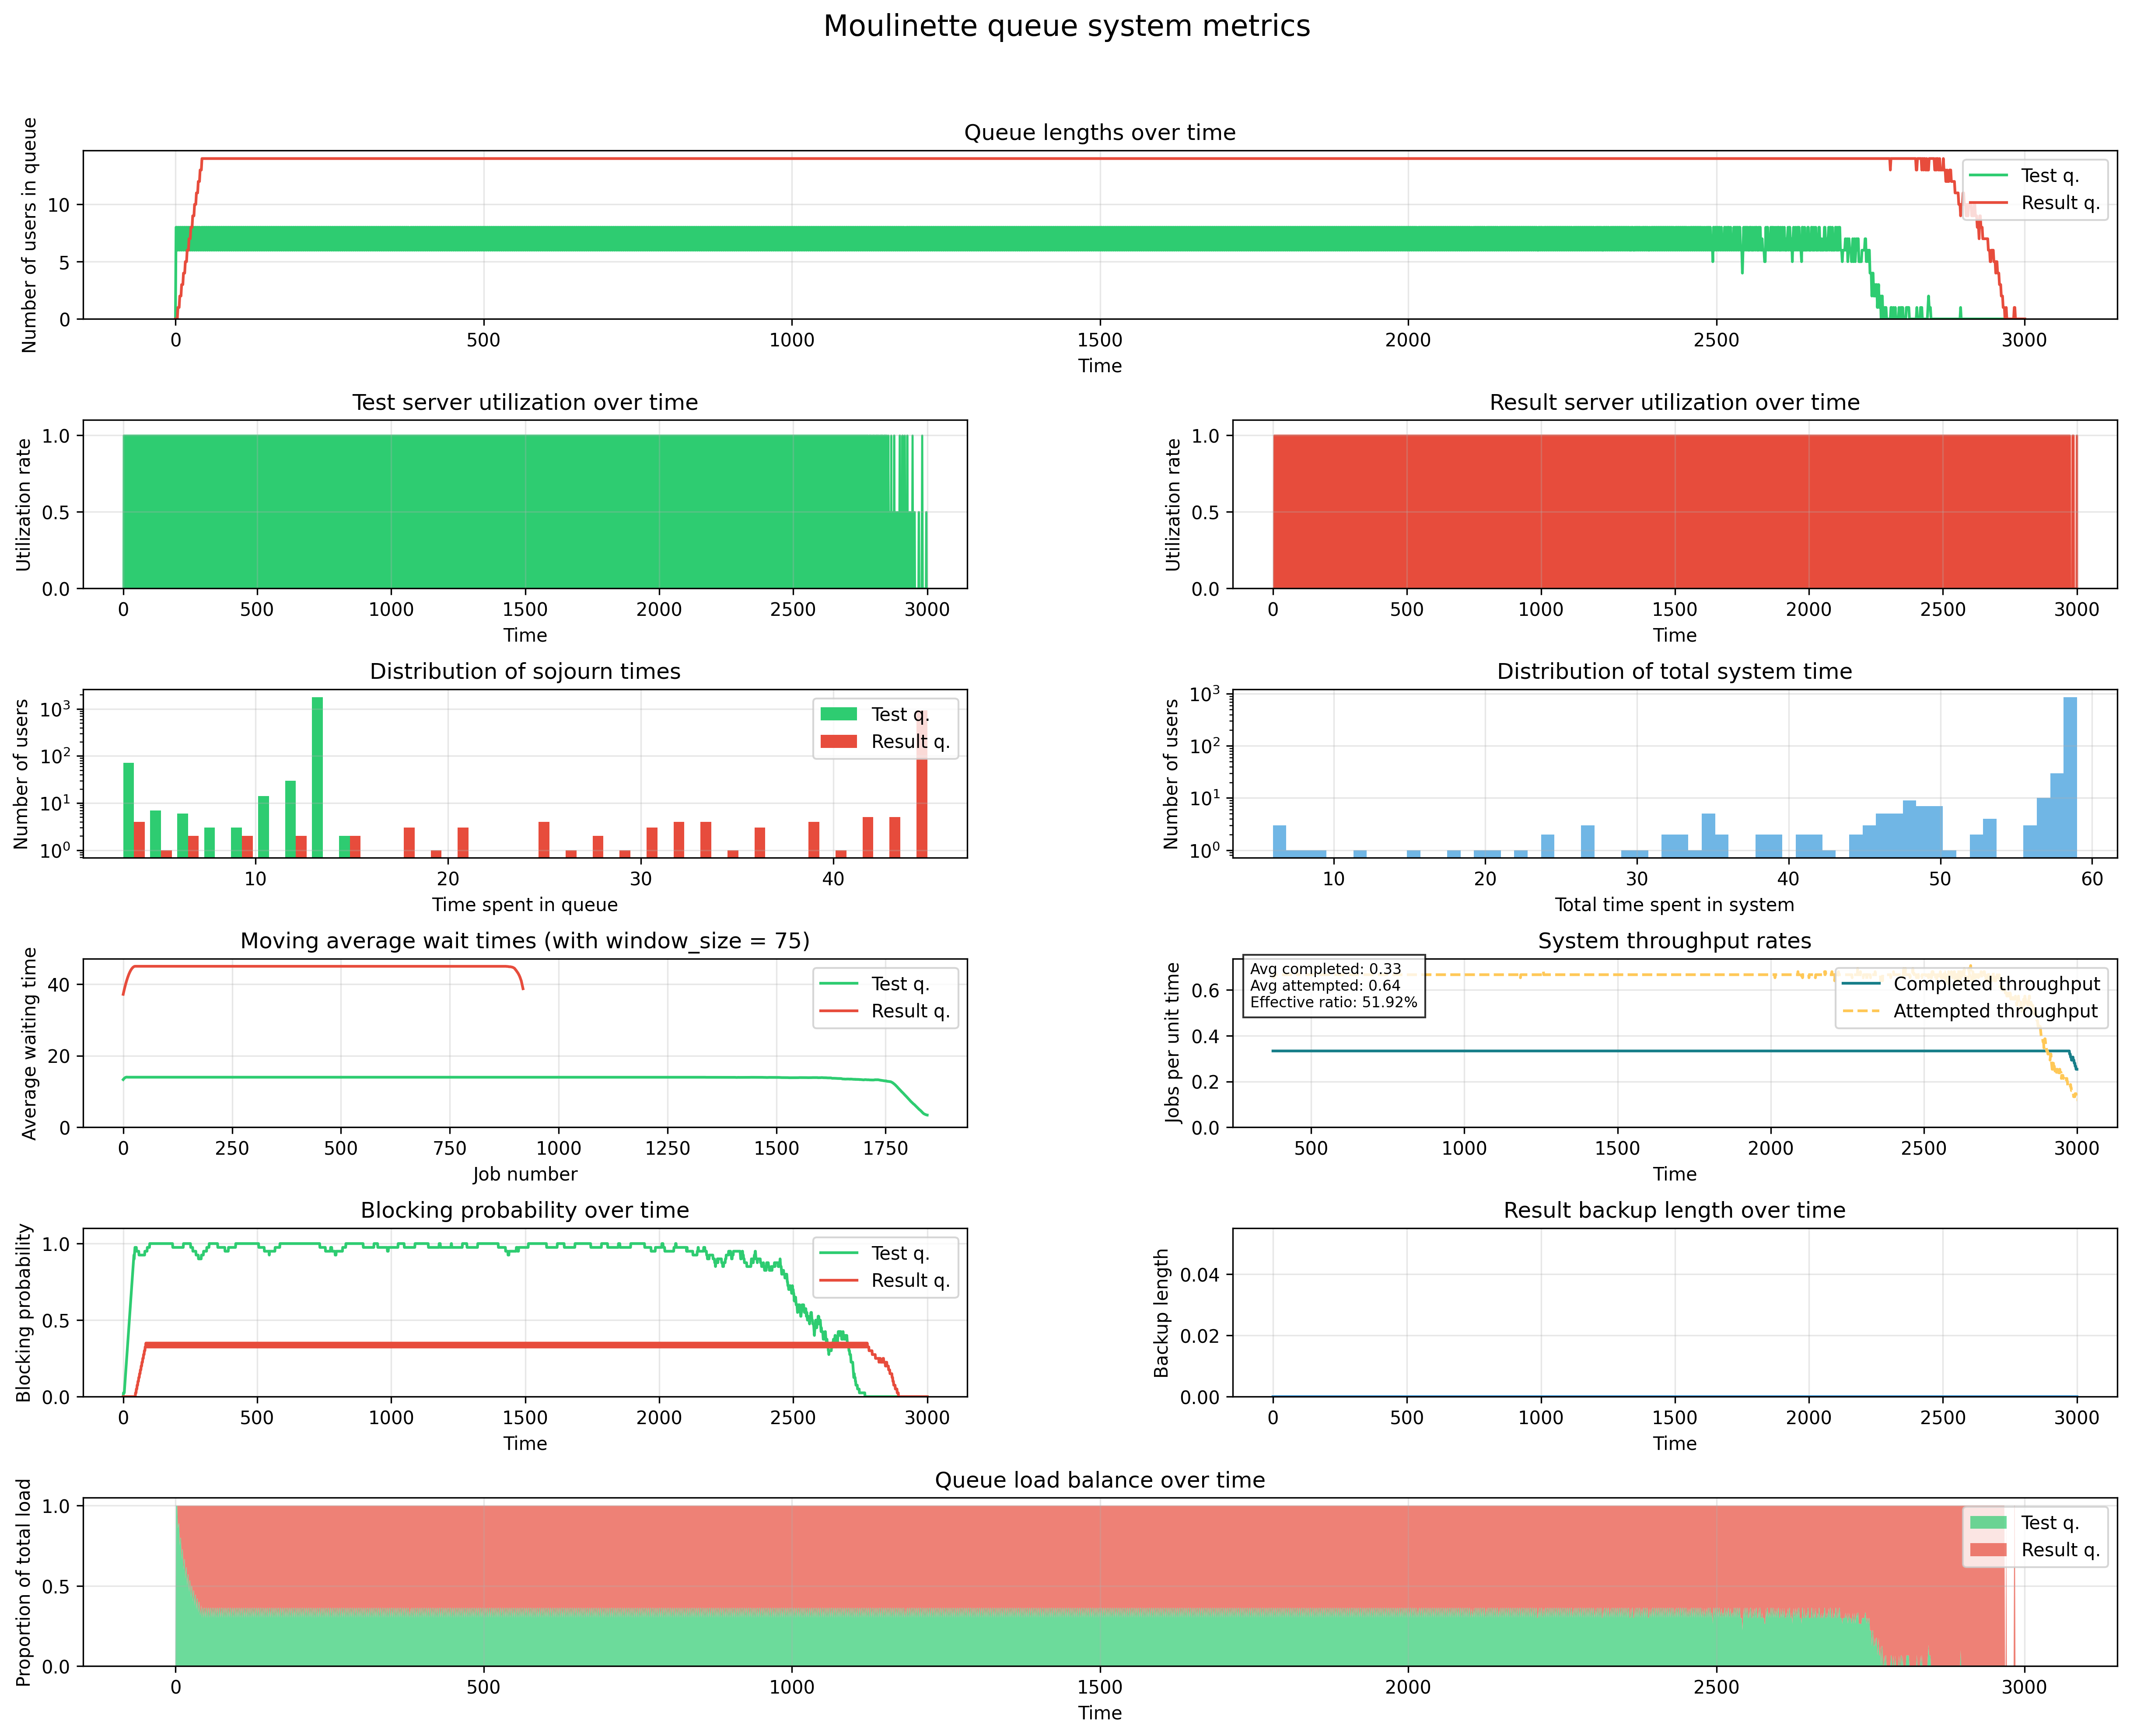 Moulinette queue system metrics
Queue lengths over time
Number of users in queue
10
5
0
Test q.
Result q.
0 500 1000 1500 2000 2500 3000
Time
Test server utilization over time
Utilization rate
1.0
0.5
0.0
0 500 1000 1500 2000 2500 3000
Time
Result server utilization over time
Utilization rate
1.0
0.5
0.0
0 500 1000 1500 2000 2500 3000
Time
Distribution of sojourn times
Number of users
10³
10²
10¹
10⁰
Test q.
Result q.
10 20 30 40
Time spent in queue
Distribution of total system time
Number of users
10³
10²
10¹
10⁰
10 20 30 40 50 60
Total time spent in system
Moving average wait times (with window_size = 75)
Average waiting time
40
20
0
Test q.
Result q.
0 250 500 750 1000 1250 1500 1750
Job number
System throughput rates
Jobs per unit time
0.6
0.4
0.2
0.0
Avg completed: 0.33
Avg attempted: 0.64
Effective ratio: 51.92%
Completed throughput
Attempted throughput
500 1000 1500 2000 2500 3000
Time
Blocking probability over time
Blocking probability
1.0
0.5
0.0
Test q.
Result q.
0 500 1000 1500 2000 2500 3000
Time
Result backup length over time
Backup length
0.04
0.02
0.00
0 500 1000 1500 2000 2500 3000
Time
Queue load balance over time
Proportion of total load
1.0
0.5
0.0
Test q.
Result q.
0 500 1000 1500 2000 2500 3000
Time